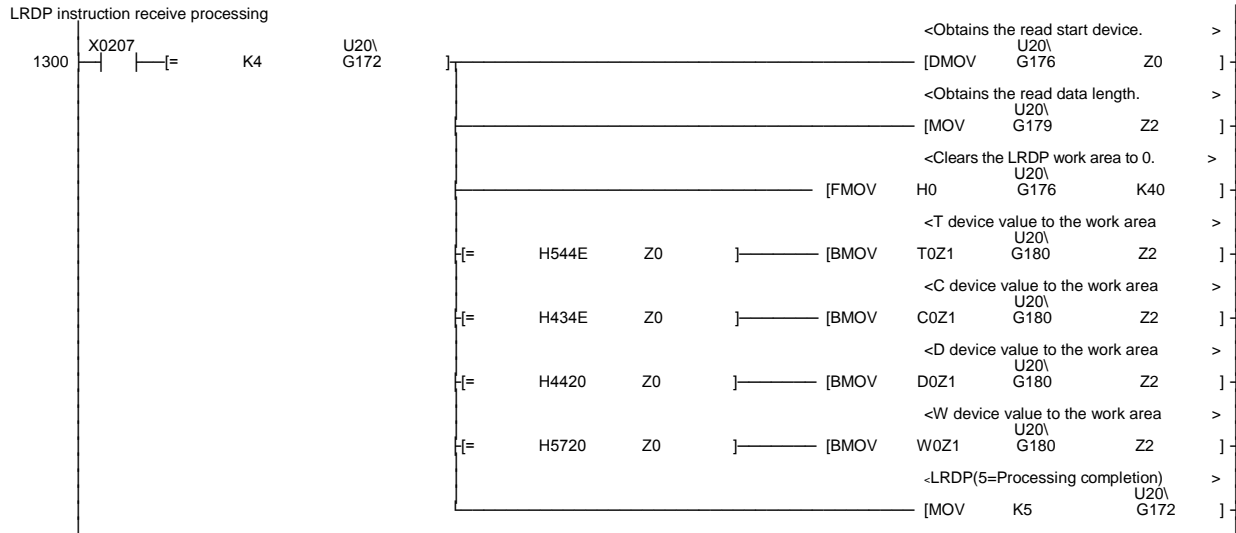 LRDP instruction receive processing
<Obtains the read start device. >
X0207 U20\ U20\
1300 [= K4 G172 ] [DMOV G176 Z0 ]
<Obtains the read data length. >
U20\
[MOV G179 Z2 ]
<Clears the LRDP work area to 0. >
U20\
[FMOV H0 G176 K40 ]
<T device value to the work area >
U20\
[= H544E Z0 ] [BMOV T0Z1 G180 Z2 ]
<C device value to the work area >
U20\
[= H434E Z0 ] [BMOV C0Z1 G180 Z2 ]
<D device value to the work area >
U20\
[= H4420 Z0 ] [BMOV D0Z1 G180 Z2 ]
<W device value to the work area >
U20\
[= H5720 Z0 ] [BMOV W0Z1 G180 Z2 ]
<LRDP(5=Processing completion) >
U20\
[MOV K5 G172 ]